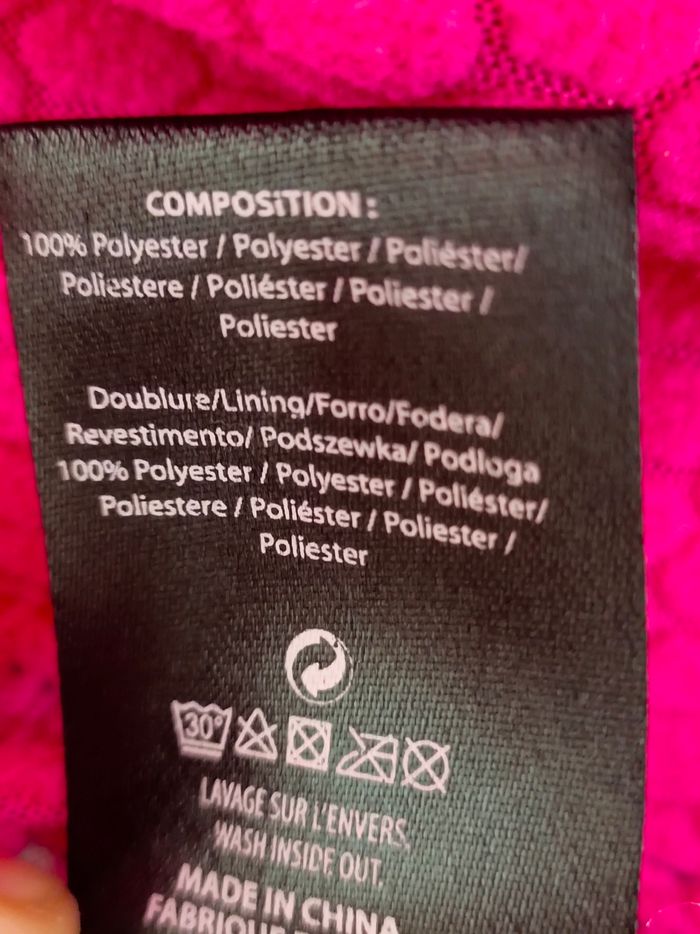 COMPOSiTION :
100% Polyester / Polyester / Poliéster/
Poliestere / Poliéster / Poliester /
Poliester
Doublure/Lining/Forro/Fodera/
Revestimento/ Podszewka/ Podloga
100% Polyester / Polyester / Poliéster/
Poliestere / Poliéster / Poliester /
Poliester
30°
LAVAGE SUR L'ENVERS.
WASH INSIDE OUT.
MADE IN CHINA